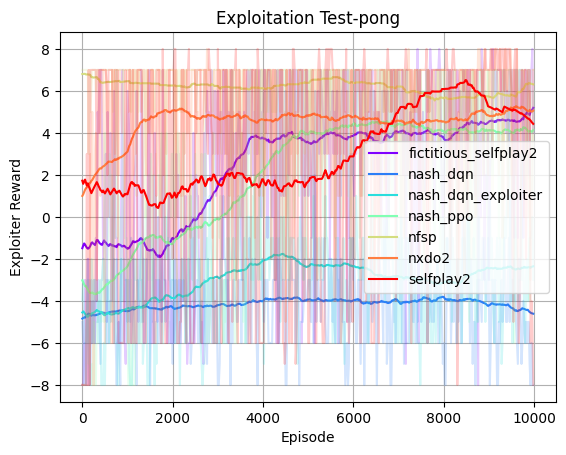 Exploitation Test-pong
Exploiter Reward
8
6
4
2
0
−2
−4
−6
−8
fictitious_selfplay2
nash_dqn
nash_dqn_exploiter
nash_ppo
nfsp
nxdo2
selfplay2
0 2000 4000 6000 8000 10000
Episode